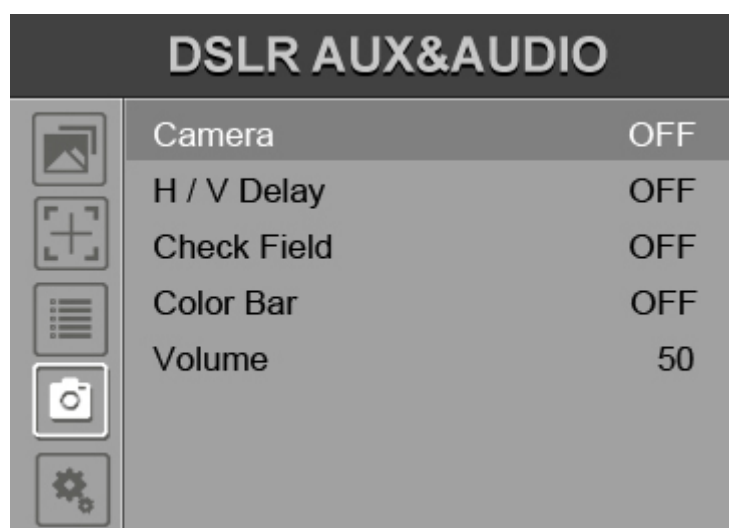 DSLR AUX&AUDIO
Camera OFF
H / V Delay OFF
Check Field OFF
Color Bar OFF
Volume 50